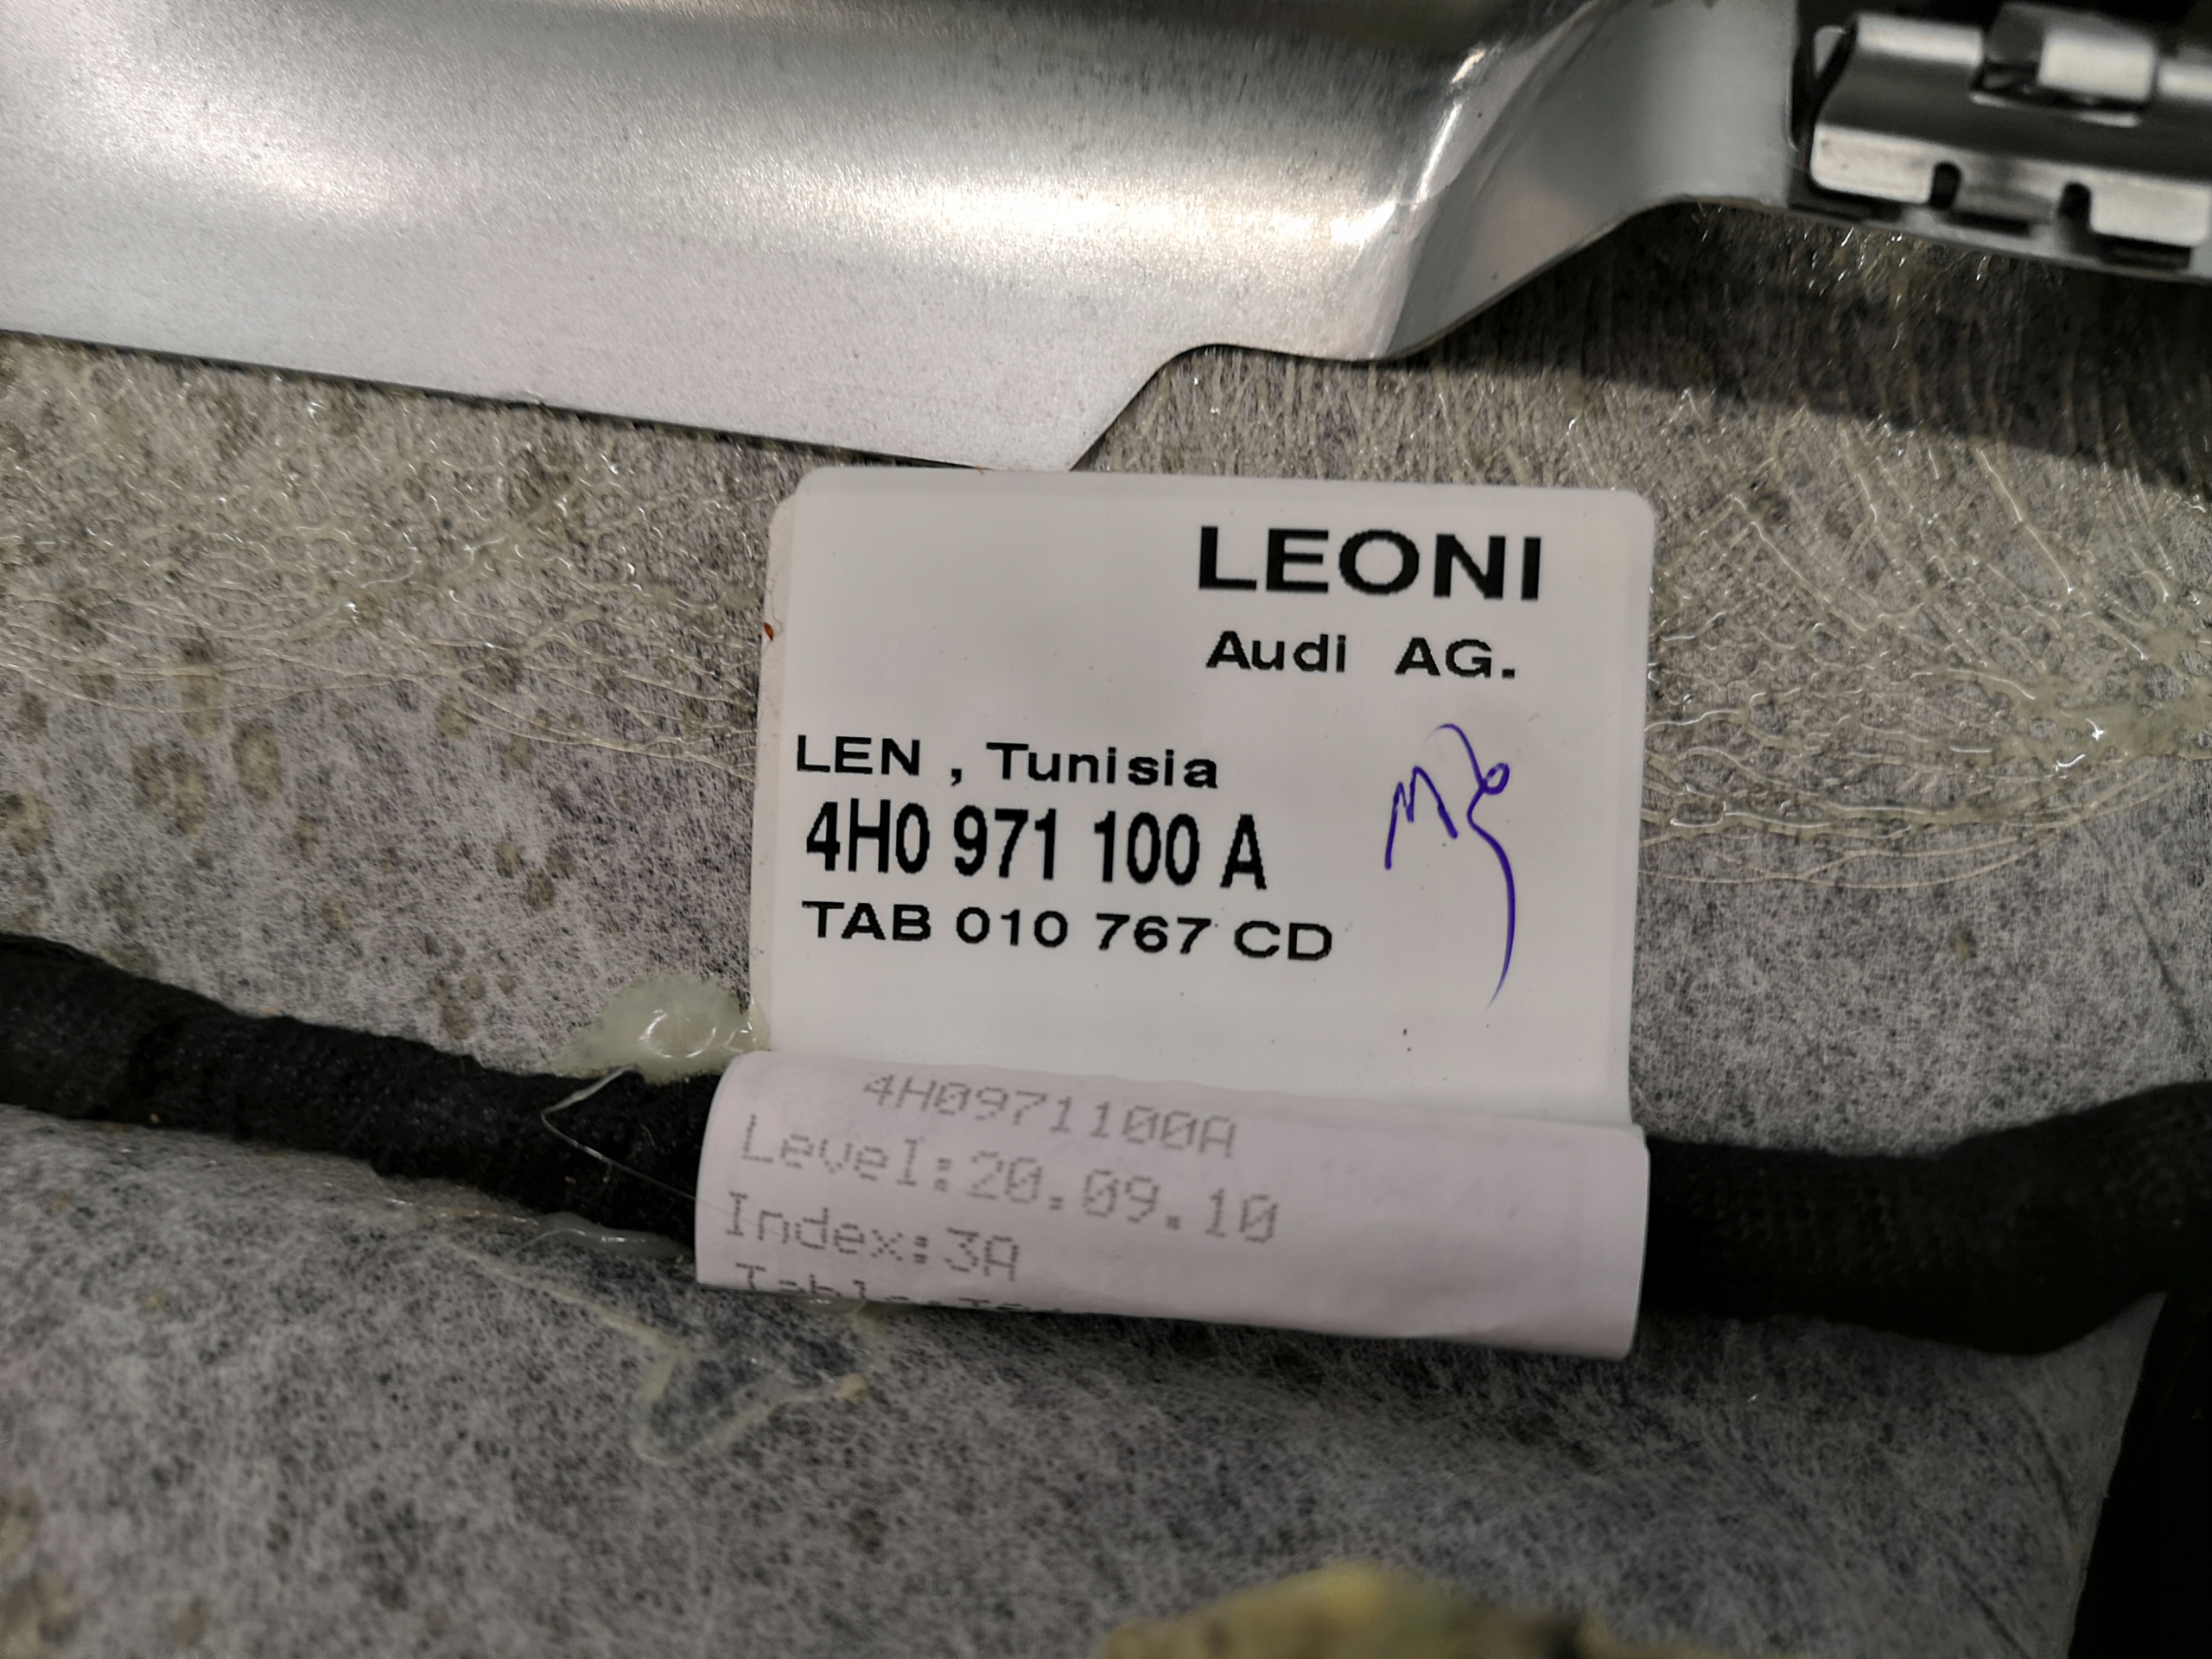 LEONI
Audi AG.
LEN , Tunisia
4H0 971 100 A
TAB 010 767 CD
4H0971100A
Level:20.09.10
Index:3A